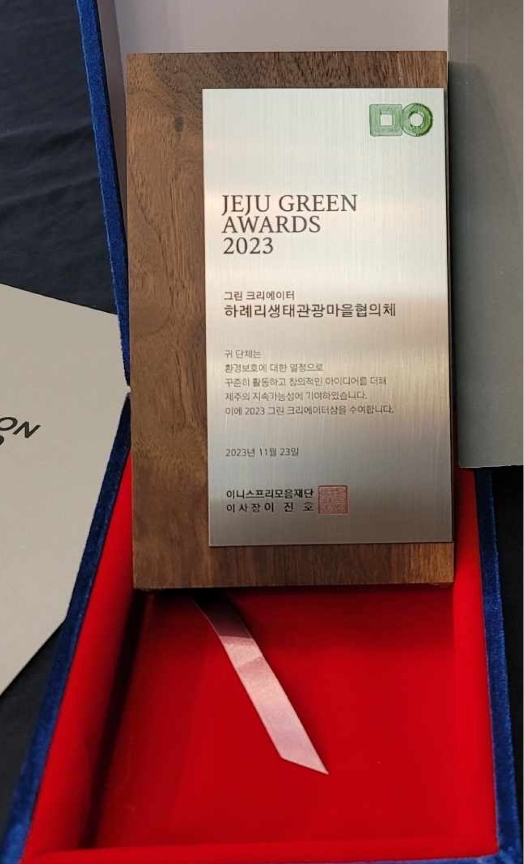 JEJU GREEN
AWARDS
2023
그린 크리에이터
하례리생태관광마을협의체
귀 단체는
환경보호에 대한 열정으로
꾸준히 활동하고 창의적인 아이디어를 더해
제주의 지속가능성에 기여하였습니다.
이에 2023 그린 크리에이터상을 수여합니다.
2023년 11월 23일
이니스프리모음재단
이사장 이 진 호
ON